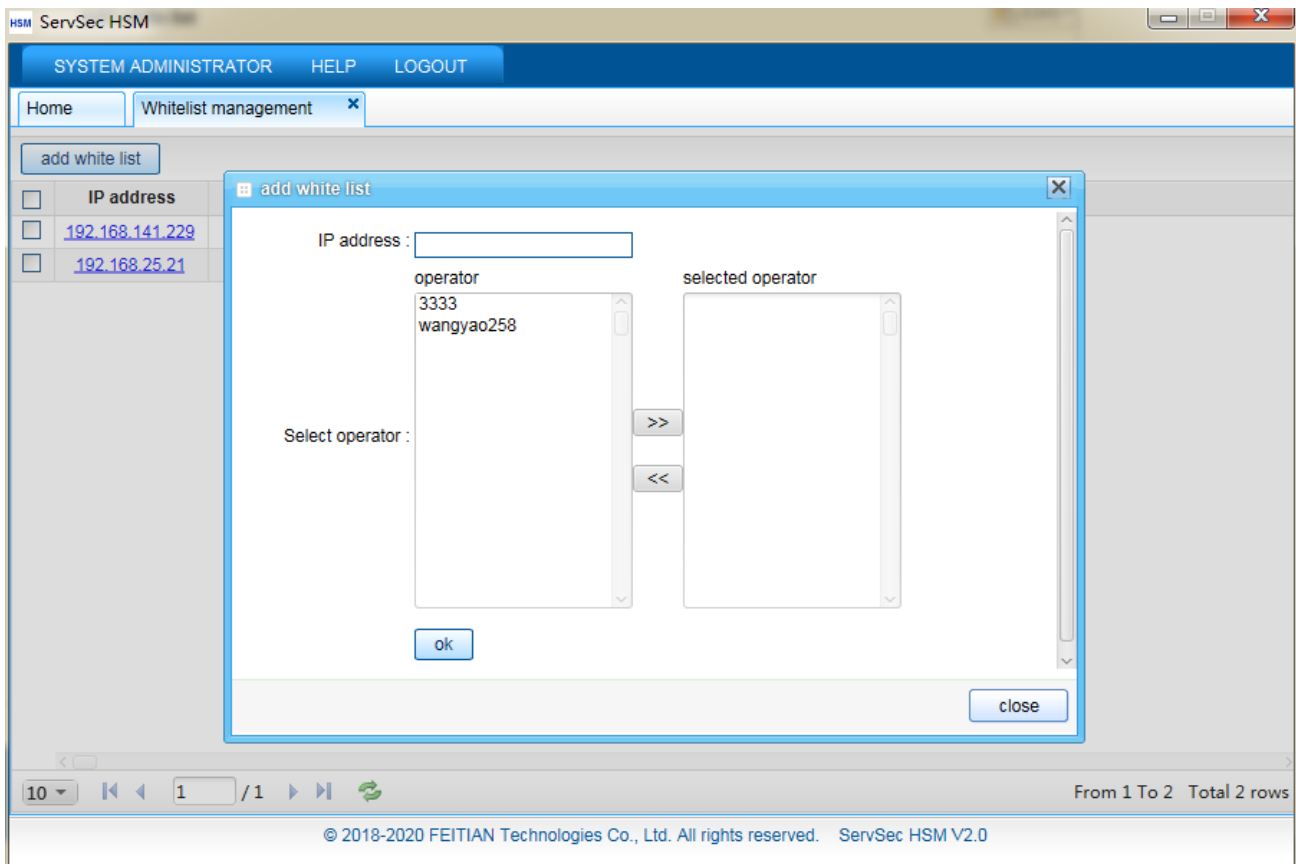 HSM ServSec HSM
SYSTEM ADMINISTRATOR HELP LOGOUT
Home Whitelist management
add white list
IP address
192.168.141.229
192.168.25.21
add white list
IP address :
operator selected operator
3333
wangyao258
Select operator :
>>
<<
ok
close
10 1 / 1 From 1 To 2 Total 2 rows
© 2018-2020 FEITIAN Technologies Co., Ltd. All rights reserved. ServSec HSM V2.0